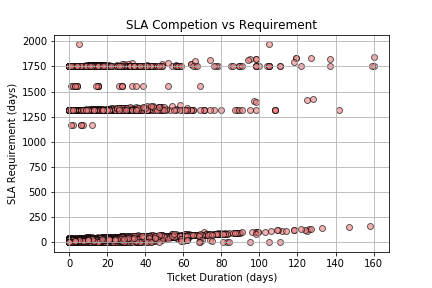 SLA Competion vs Requirement
SLA Requirement (days)
2000
1750
1500
1250
1000
750
500
250
0
0 20 40 60 80 100 120 140 160
Ticket Duration (days)